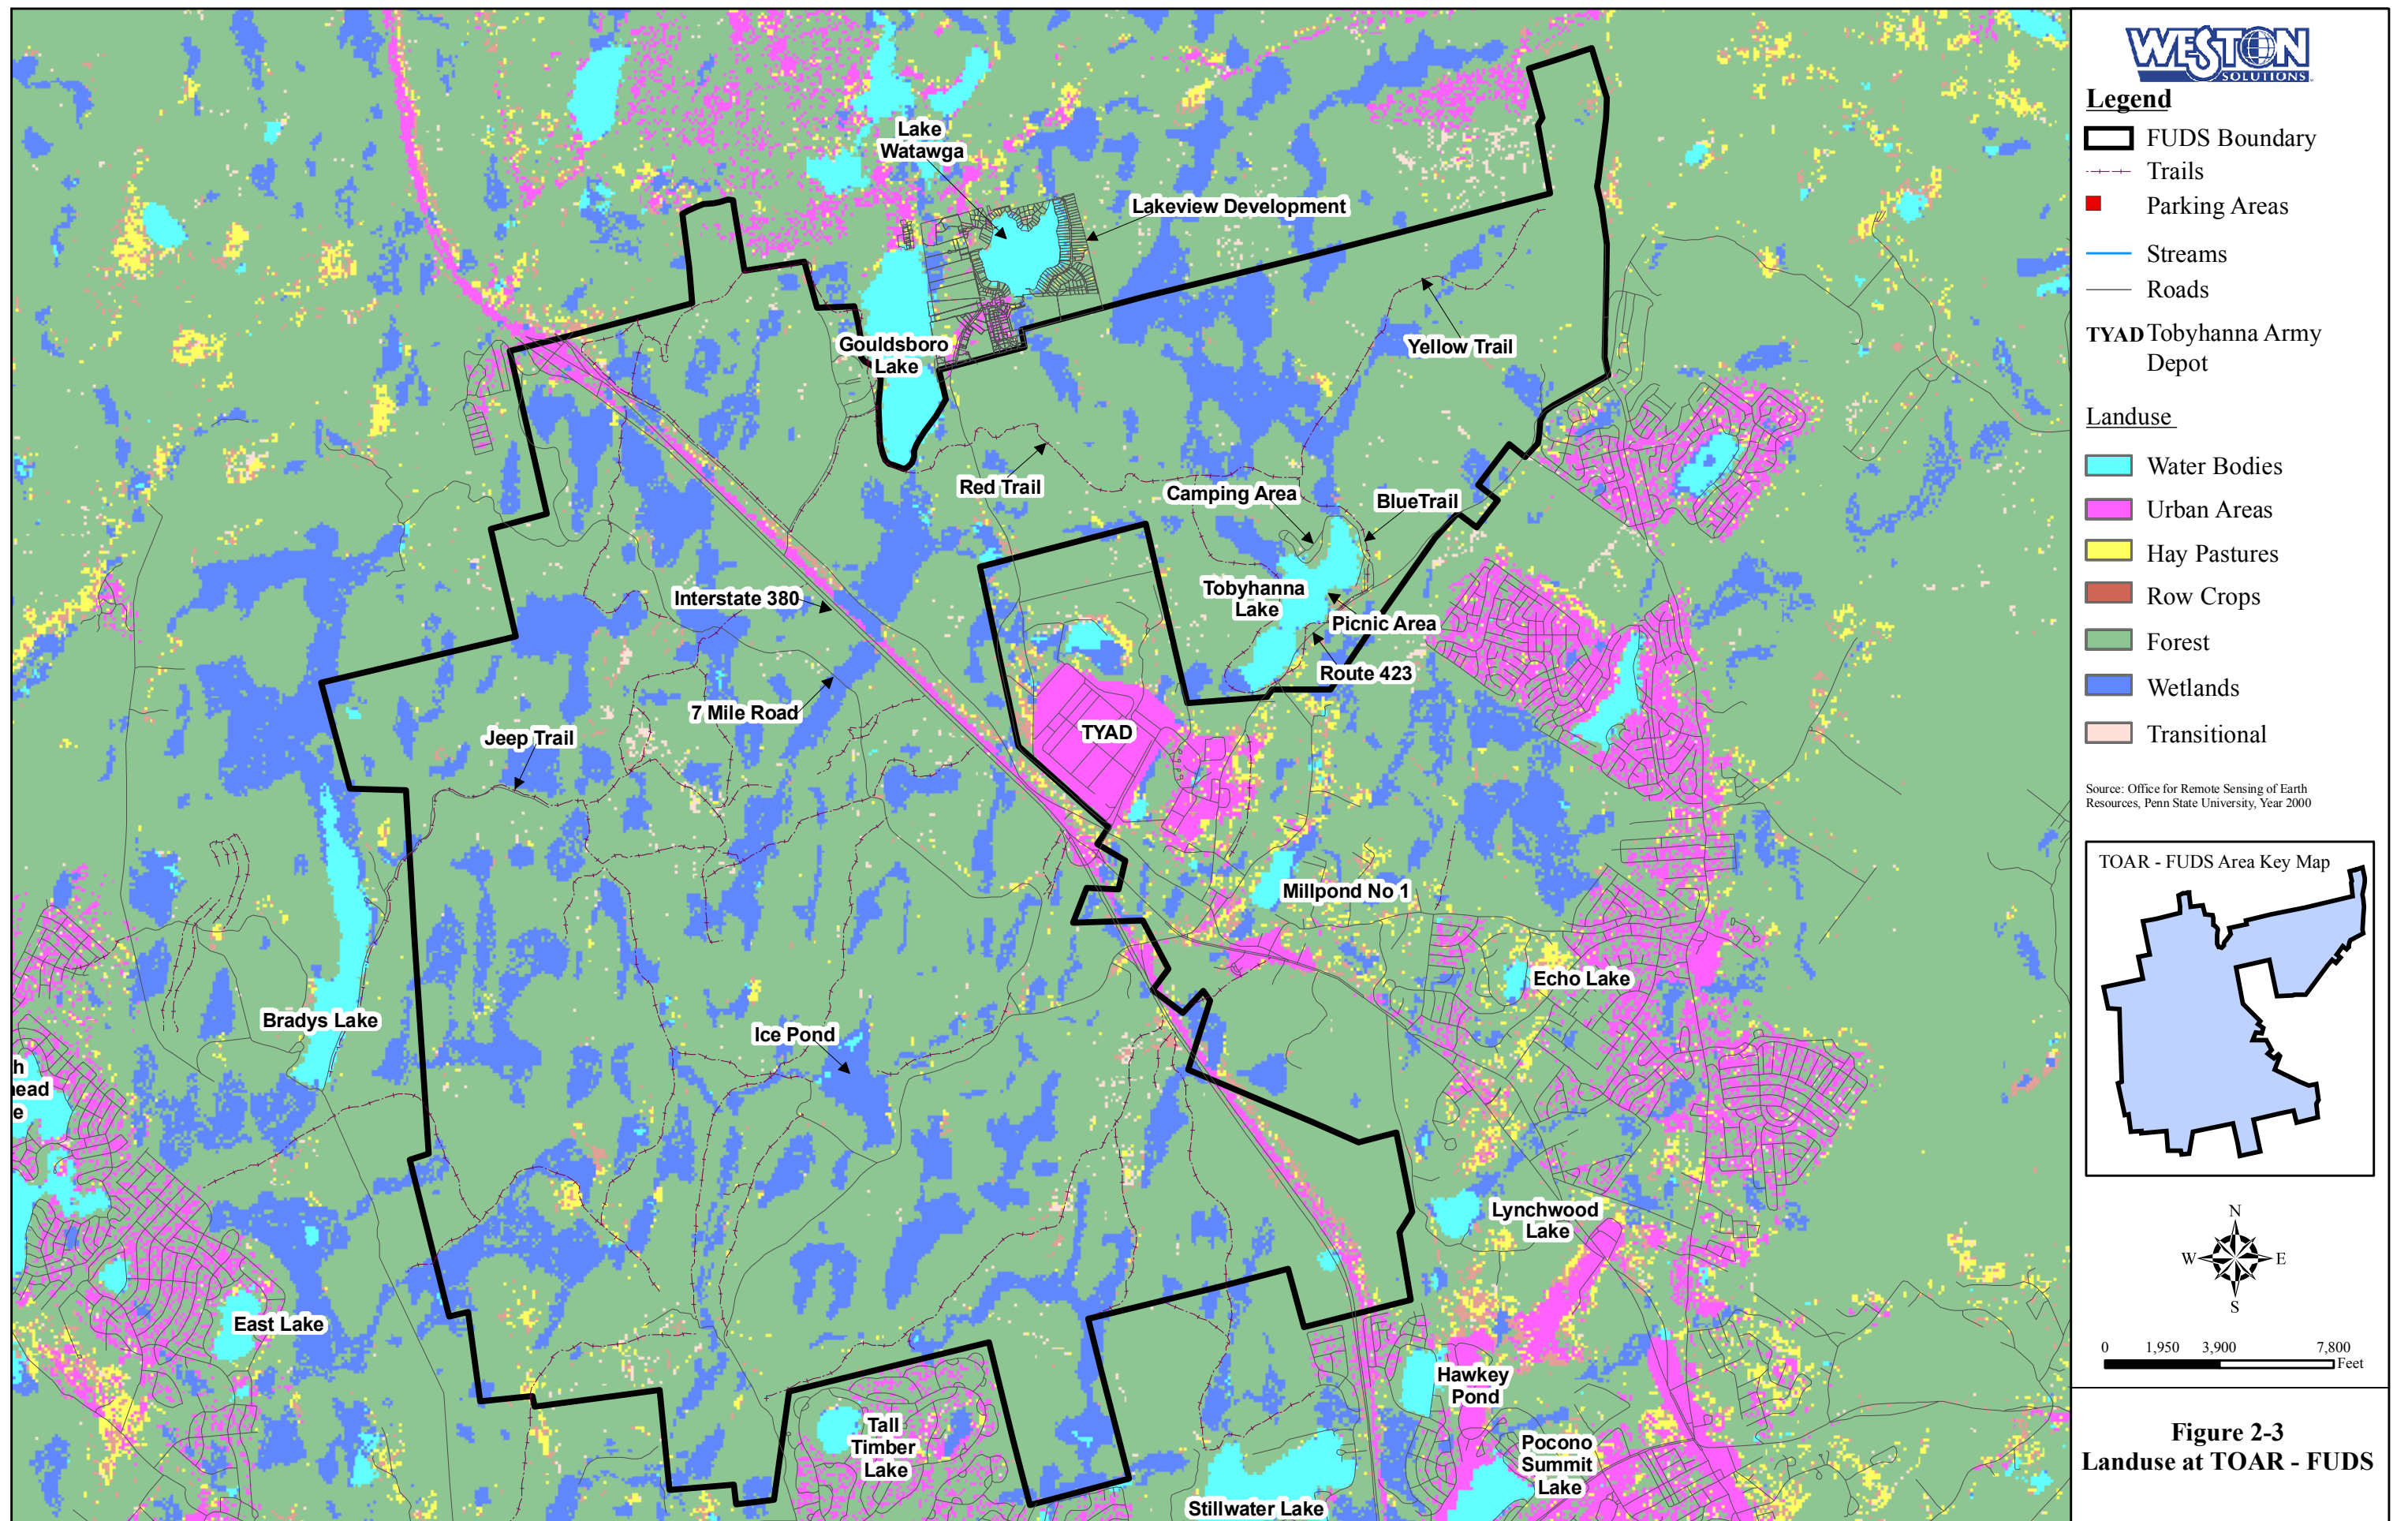 Lake
Watawga
Lakeview Development
Gouldsboro
Lake
Yellow Trail
Red Trail
Camping Area
BlueTrail
Interstate 380
Tobyhanna
Lake
Picnic Area
Route 423
7 Mile Road
Jeep Trail
TYAD
Millpond No 1
Echo Lake
Bradys Lake
Ice Pond
h
head
e
Lynchwood
Lake
East Lake
Hawkey
Pond
Tall
Timber
Lake
Pocono
Summit
Lake
Stillwater Lake
WESTON
SOLUTIONS
Legend
FUDS Boundary
Trails
Parking Areas
Streams
Roads
TYAD Tobyhanna Army
Depot
Landuse
Water Bodies
Urban Areas
Hay Pastures
Row Crops
Forest
Wetlands
Transitional
Source: Office for Remote Sensing of Earth
Resources, Penn State University, Year 2000
TOAR - FUDS Area Key Map
N
W E
S
0 1,950 3,900 7,800
Feet
Figure 2-3
Landuse at TOAR - FUDS